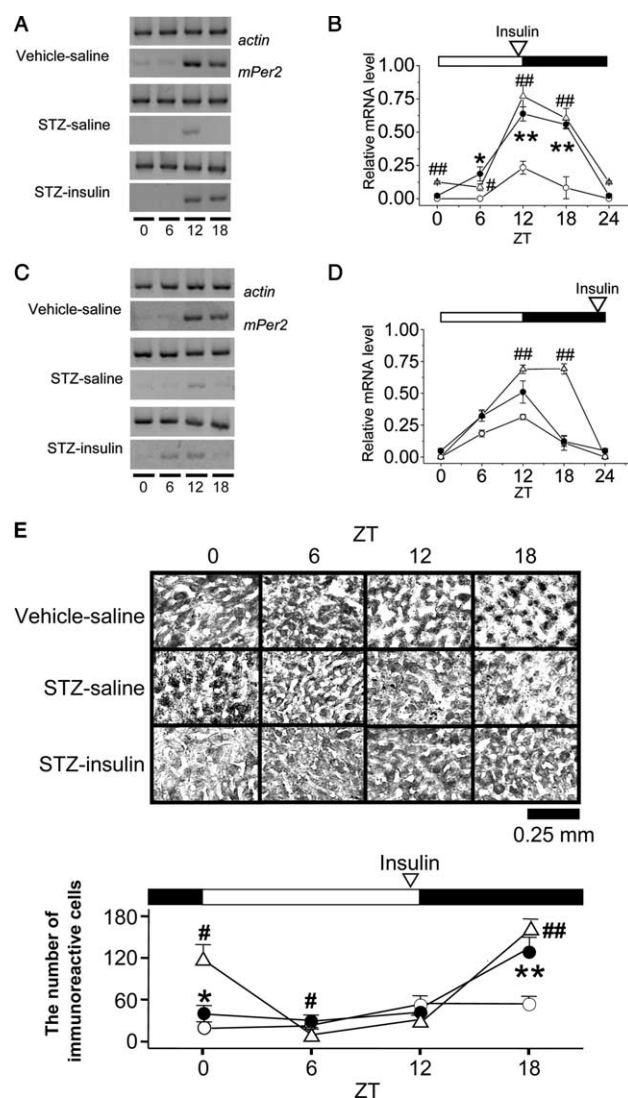 A
Vehicle-saline
actin
mPer2
STZ-saline
STZ-insulin
0 6 12 18
B
Insulin
Relative mRNA level
1.00
0.75
0.50
0.25
0.00
##
*
#
##
**
##
**
0 6 12 18 24
ZT
C
Vehicle-saline
actin
mPer2
STZ-saline
STZ-insulin
0 6 12 18
D
Insulin
Relative mRNA level
1.00
0.75
0.50
0.25
0.00
## ##
0 6 12 18 24
ZT
E
ZT
0 6 12 18
Vehicle-saline
STZ-saline
STZ-insulin
0.25 mm
Insulin
The number of
immunoreactive cells
180
120
60
0
#
*
#
##
**
0 6 12 18
ZT